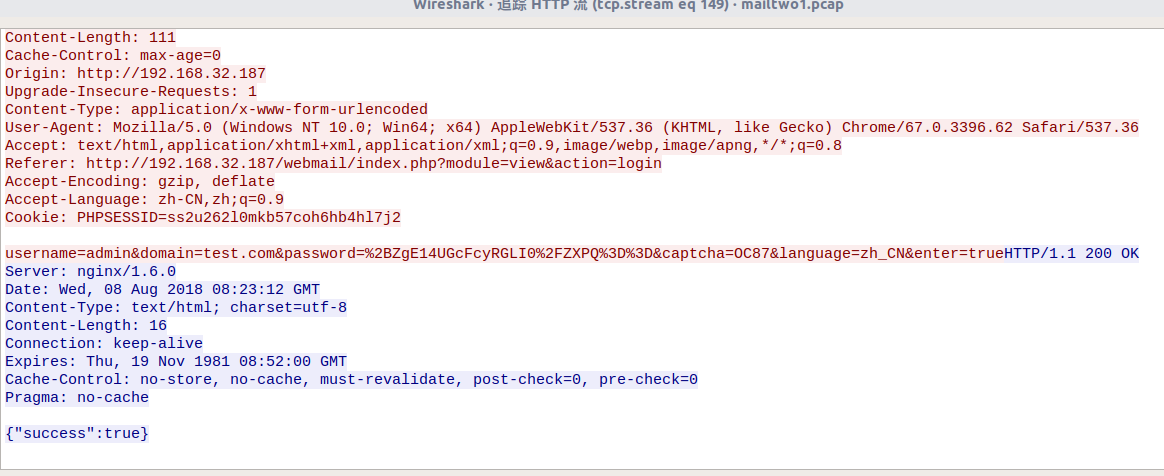 Wireshark · 追踪 HTTP 流 (tcp.stream eq 149) · mailtwo1.pcap
Content-Length: 111
Cache-Control: max-age=0
Origin: http://192.168.32.187
Upgrade-Insecure-Requests: 1
Content-Type: application/x-www-form-urlencoded
User-Agent: Mozilla/5.0 (Windows NT 10.0; Win64; x64) AppleWebKit/537.36 (KHTML, like Gecko) Chrome/67.0.3396.62 Safari/537.36
Accept: text/html,application/xhtml+xml,application/xml;q=0.9,image/webp,image/apng,*/*;q=0.8
Referer: http://192.168.32.187/webmail/index.php?module=view&action=login
Accept-Encoding: gzip, deflate
Accept-Language: zh-CN,zh;q=0.9
Cookie: PHPSESSID=ss2u262l0mkb57coh6hb4hl7j2
username=admin&domain=test.com&password=%2BZgE14UGcFcyRGLI0%2FZXPQ%3D%3D&captcha=OC87&language=zh_CN&enter=trueHTTP/1.1 200 OK
Server: nginx/1.6.0
Date: Wed, 08 Aug 2018 08:23:12 GMT
Content-Type: text/html; charset=utf-8
Content-Length: 16
Connection: keep-alive
Expires: Thu, 19 Nov 1981 08:52:00 GMT
Cache-Control: no-store, no-cache, must-revalidate, post-check=0, pre-check=0
Pragma: no-cache
{"success":true}